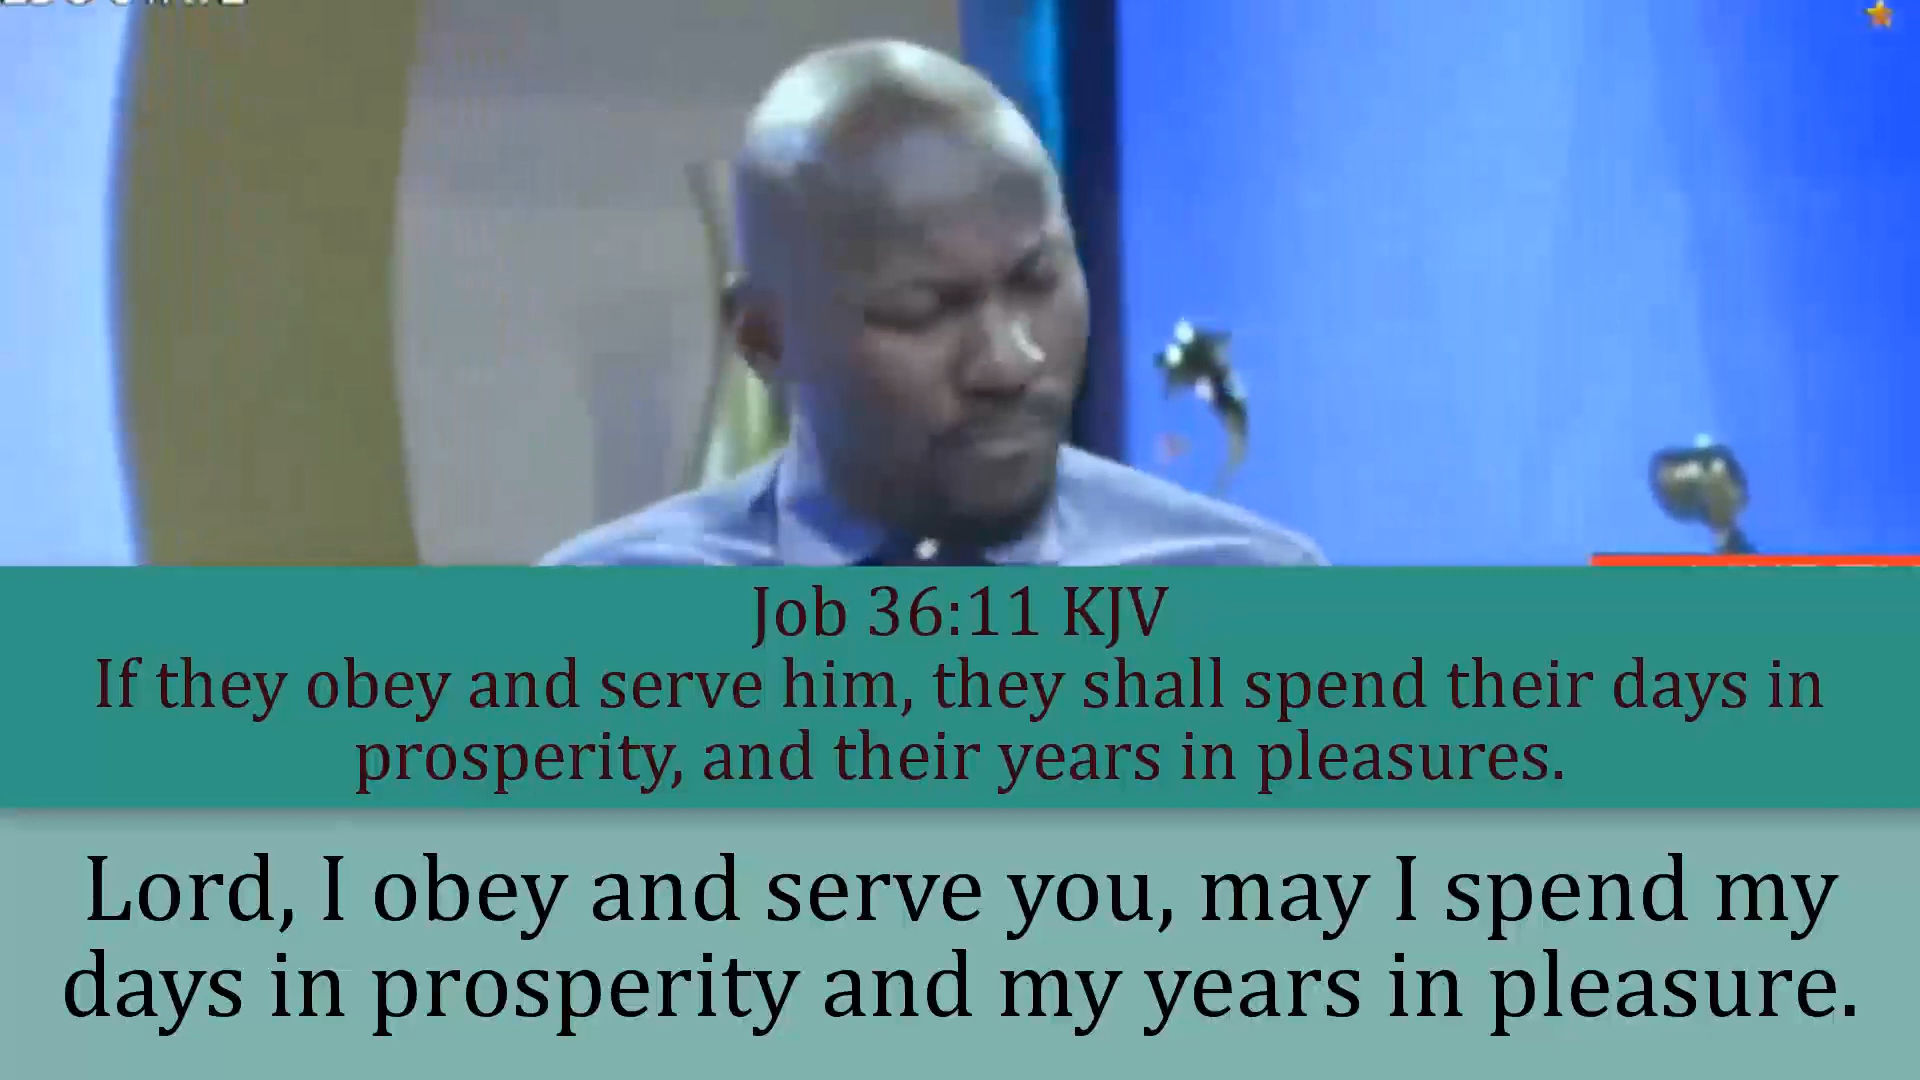 Job 36:11 KJV
If they obey and serve him, they shall spend their days in
prosperity, and their years in pleasures.
Lord, I obey and serve you, may I spend my
days in prosperity and my years in pleasure.